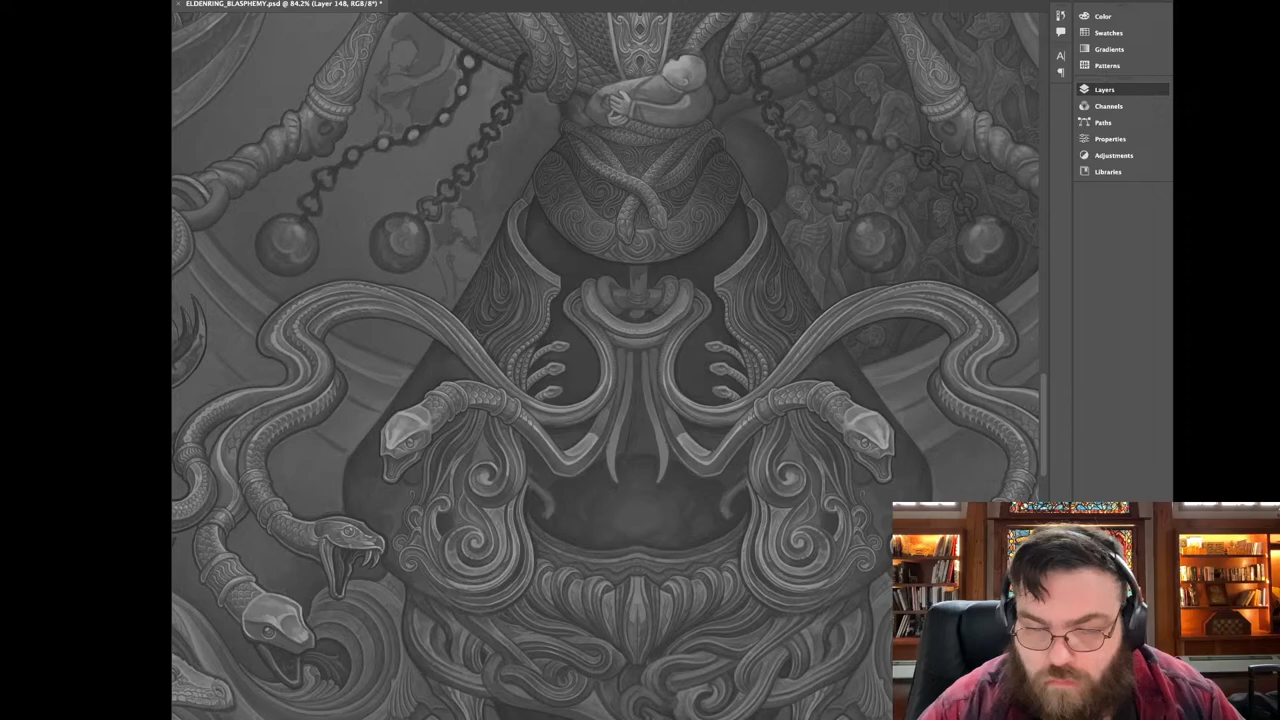 ELDENRING_BLASPHEMY.psd @ 84.2% (Layer 148, RGB/8*) *
Color
Swatches
Gradients
Patterns
Layers
Channels
Paths
Properties
Adjustments
Libraries